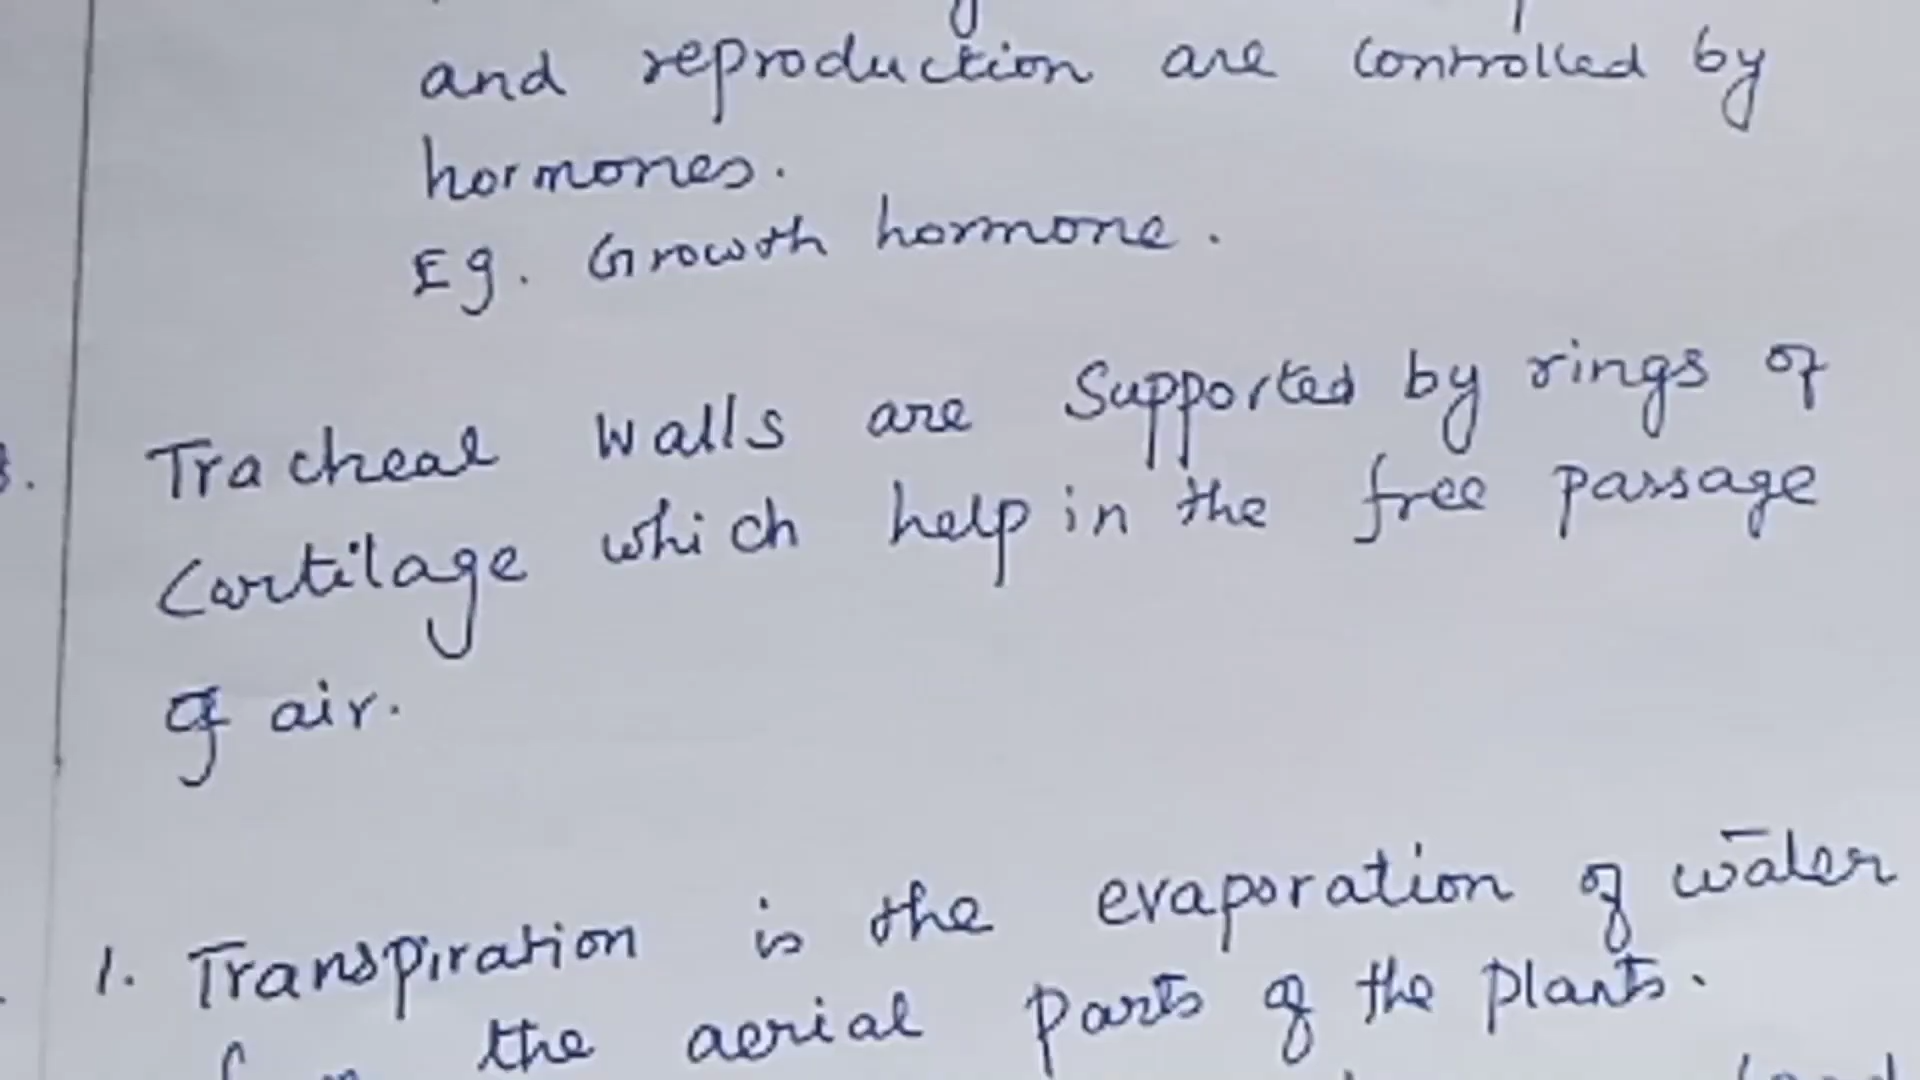 and reproduction are controlled by
hormones.
Eg. Growth hormone.
Tracheal walls are supported by rings of
cartilage which help in the free passage
of air.
1. Transpiration is the evaporation of water
from the aerial parts of the plants.